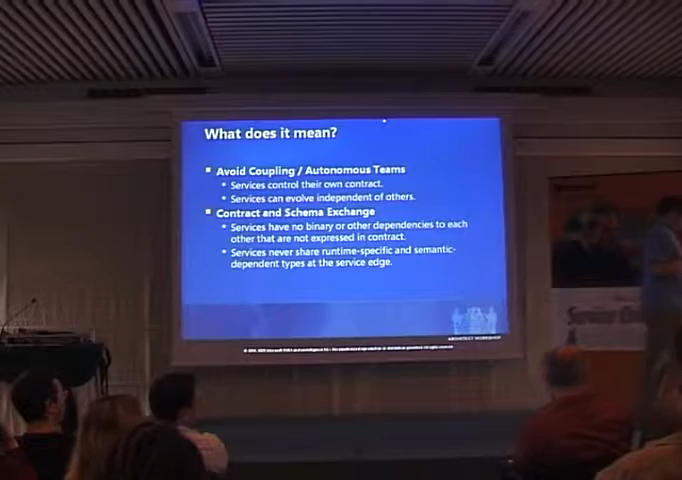 What does it mean?
Avoid Coupling / Autonomous Teams
Services control their own contract.
Services can evolve independent of others.
Contract and Schema Exchange
Services have no binary or other dependencies to each
other that are not expressed in contract.
Services never share runtime-specific and semantic-
dependent types at the service edge.
ARCHITECT WORKSHOP